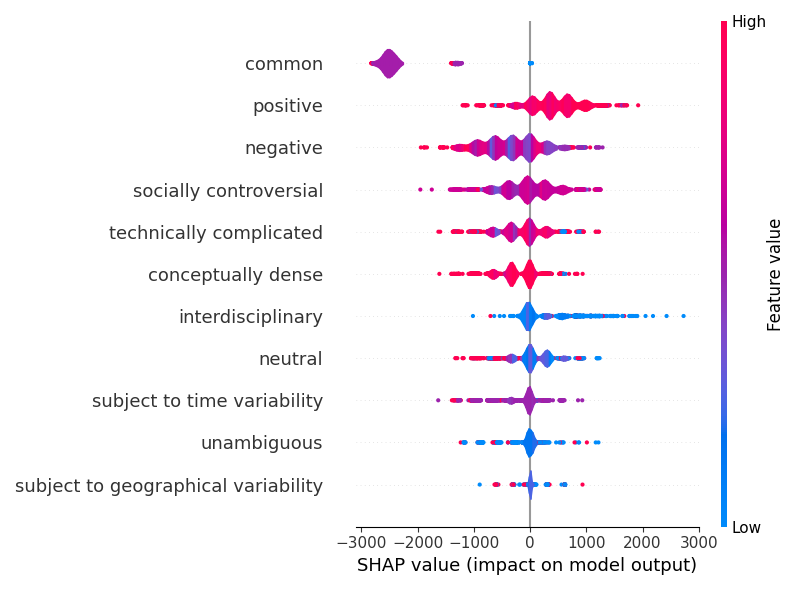 High
common
positive
negative
socially controversial
technically complicated
conceptually dense
interdisciplinary
neutral
subject to time variability
unambiguous
subject to geographical variability
Feature value
Low
−3000 −2000 −1000 0 1000 2000 3000
SHAP value (impact on model output)